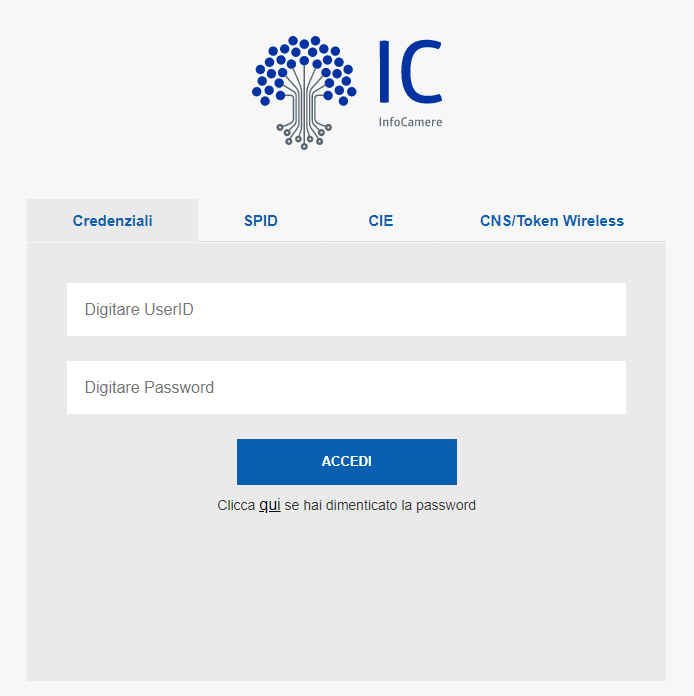 IC
InfoCamere
Credenziali SPID CIE CNS/Token Wireless
Digitare UserID
Digitare Password
ACCEDI
Clicca qui se hai dimenticato la password